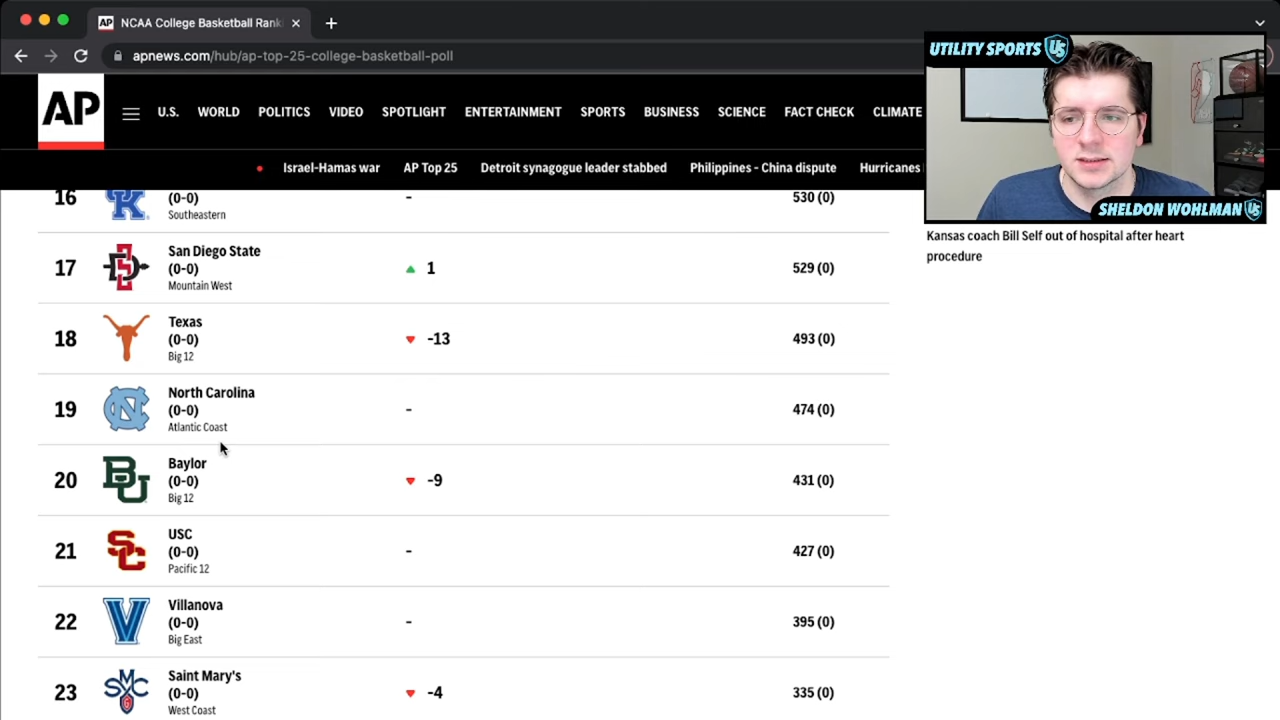 NCAA College Basketball Rank
apnews.com/hub/ap-top-25-college-basketball-poll
UTILITY SPORTS US
SHELDON WOHLMAN US
AP
U.S. WORLD POLITICS VIDEO SPOTLIGHT ENTERTAINMENT SPORTS BUSINESS SCIENCE FACT CHECK CLIMATE
Israel-Hamas war AP Top 25 Detroit synagogue leader stabbed Philippines - China dispute Hurricanes
Kansas coach Bill Self out of hospital after heart
procedure
16 (0-0) - 530 (0)
Southeastern
San Diego State
17 (0-0) 1 529 (0)
Mountain West
Texas
18 (0-0) -13 493 (0)
Big 12
North Carolina
19 (0-0) - 474 (0)
Atlantic Coast
Baylor
20 (0-0) -9 431 (0)
Big 12
USC
21 (0-0) - 427 (0)
Pacific 12
Villanova
22 (0-0) - 395 (0)
Big East
Saint Mary's
23 (0-0) -4 335 (0)
West Coast